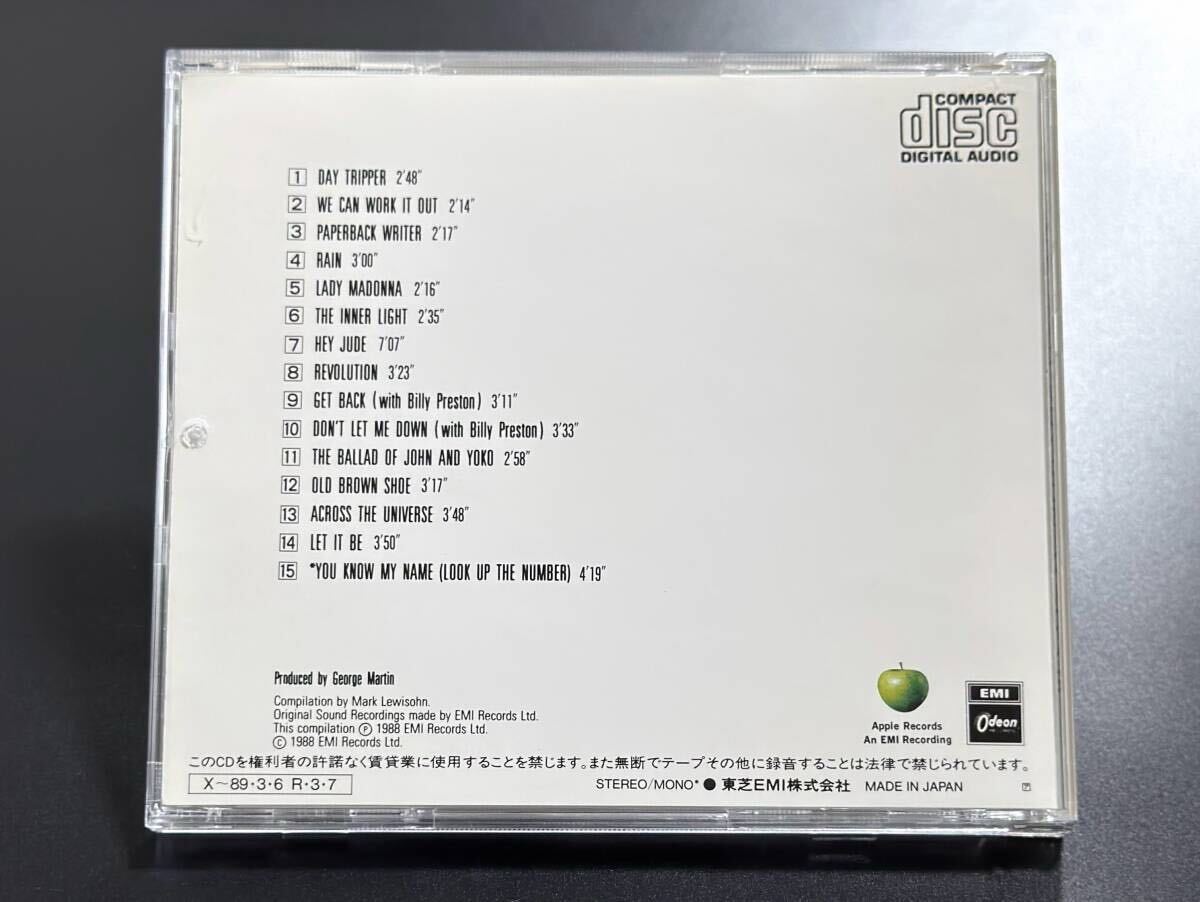 COMPACT
disc
DIGITAL AUDIO
1 DAY TRIPPER 2'48"
2 WE CAN WORK IT OUT 2'14"
3 PAPERBACK WRITER 2'17"
4 RAIN 3'00"
5 LADY MADONNA 2'16"
6 THE INNER LIGHT 2'35"
7 HEY JUDE 7'07"
8 REVOLUTION 3'23"
9 GET BACK (with Billy Preston) 3'11"
10 DON'T LET ME DOWN (with Billy Preston) 3'33"
11 THE BALLAD OF JOHN AND YOKO 2'58"
12 OLD BROWN SHOE 3'17"
13 ACROSS THE UNIVERSE 3'48"
14 LET IT BE 3'50"
15 *YOU KNOW MY NAME (LOOK UP THE NUMBER) 4'19"
Produced by George Martin
Compilation by Mark Lewisohn.
Original Sound Recordings made by EMI Records Ltd.
This compilation Ⓟ 1988 EMI Records Ltd.
© 1988 EMI Records Ltd.
Apple Records
An EMI Recording
EMI
Odeon
このCDを権利者の許諾なく賃貸業に使用することを禁じます。また無断でテープその他に録音することは法律で禁じられています。
X〜89・3・6 R・3・7
STEREO/MONO* ● 東芝EMI株式会社 MADE IN JAPAN